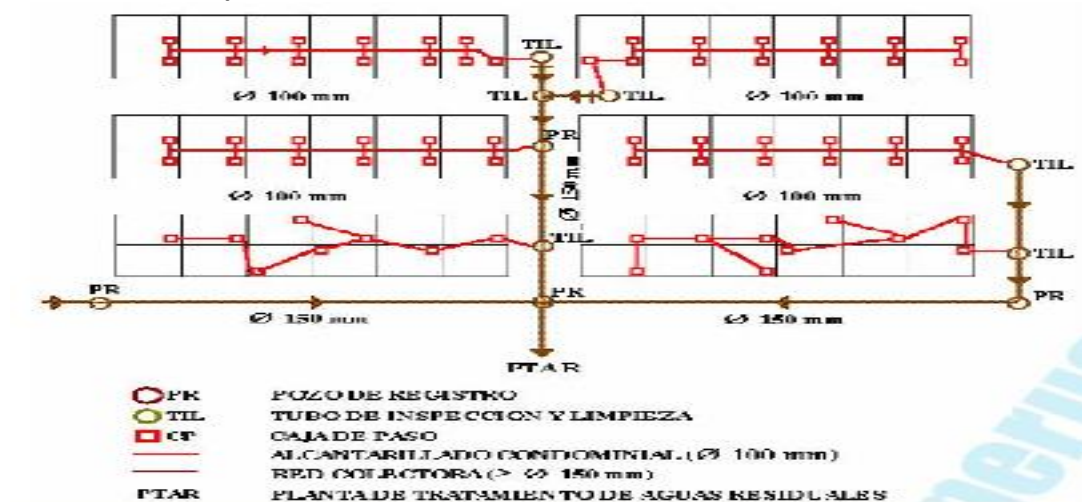 TIL
Ø 100 mm TIL TIL Ø 100 mm
PR
TIL
Ø 100 mm Ø 150 mm Ø 100 mm
TIL
TIL
PR PR PR
Ø 150 mm Ø 150 mm
PTAR
PR POZO DE REGISTRO
TIL TUBO DE INSPECCION Y LIMPIEZA
CP CAJA DE PASO
ALCANTARILLADO CONDOMINIAL (Ø 100 mm)
RED COLECTORA (≥ Ø 150 mm)
PTAR PLANTA DE TRATAMIENTO DE AGUAS RESIDUALES